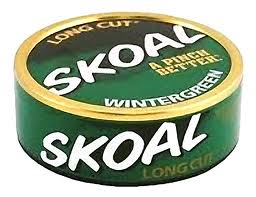 LONG CUT
SKOAL
A PINCH
BETTER.
WINTERGREEN
SKOAL
LONG CUT